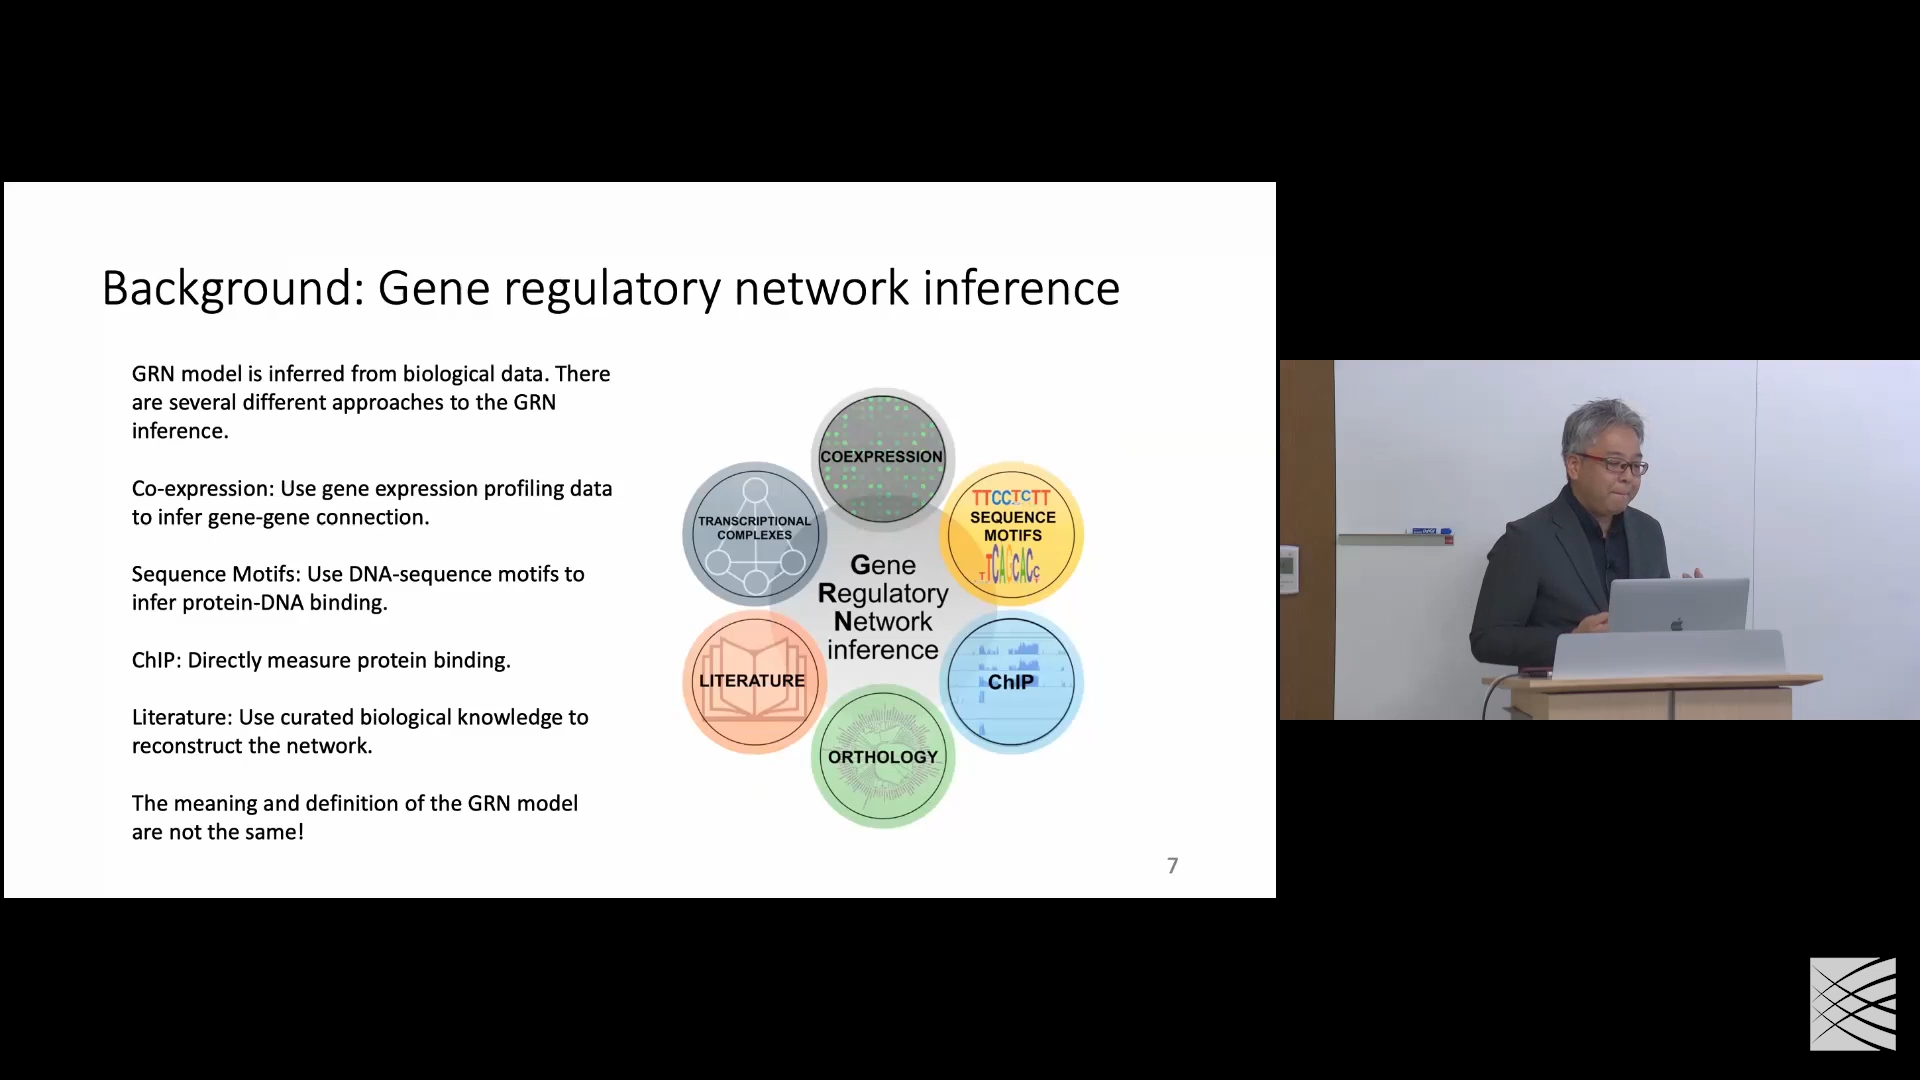 Background: Gene regulatory network inference
GRN model is inferred from biological data. There
are several different approaches to the GRN
inference.
Co-expression: Use gene expression profiling data
to infer gene-gene connection.
Sequence Motifs: Use DNA-sequence motifs to
infer protein-DNA binding.
ChIP: Directly measure protein binding.
Literature: Use curated biological knowledge to
reconstruct the network.
The meaning and definition of the GRN model
are not the same!
COEXPRESSION
TTCCTCTT
SEQUENCE
MOTIFS
TTCAGCACC
TRANSCRIPTIONAL
COMPLEXES
Gene
Regulatory
Network
inference
LITERATURE
ChIP
ORTHOLOGY
7